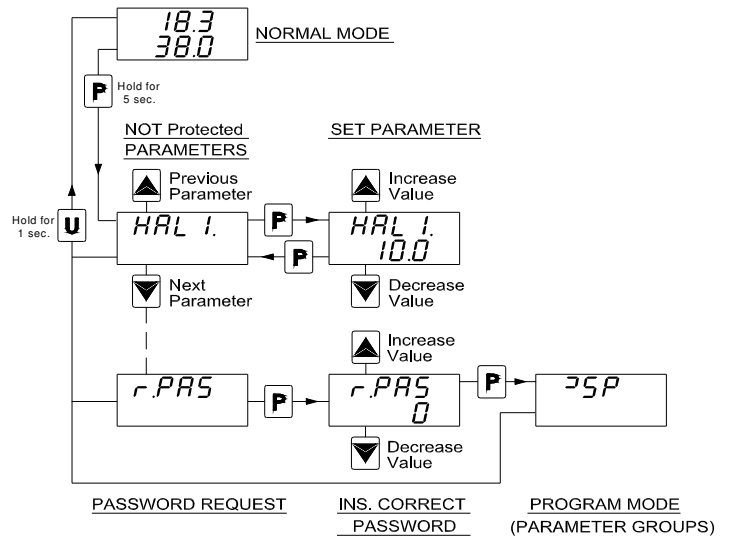 18.3
38.0
NORMAL MODE
P
Hold for
5 sec.
NOT Protected
PARAMETERS
SET PARAMETER
Previous
Parameter
Increase
Value
Hold for
1 sec.
U
HAL 1.
P
HAL 1.
10.0
P
Next
Parameter
Decrease
Value
Increase
Value
r.PAS
P
r.PAS
0
P
⊃SP
Decrease
Value
PASSWORD REQUEST
INS. CORRECT
PASSWORD
PROGRAM MODE
(PARAMETER GROUPS)